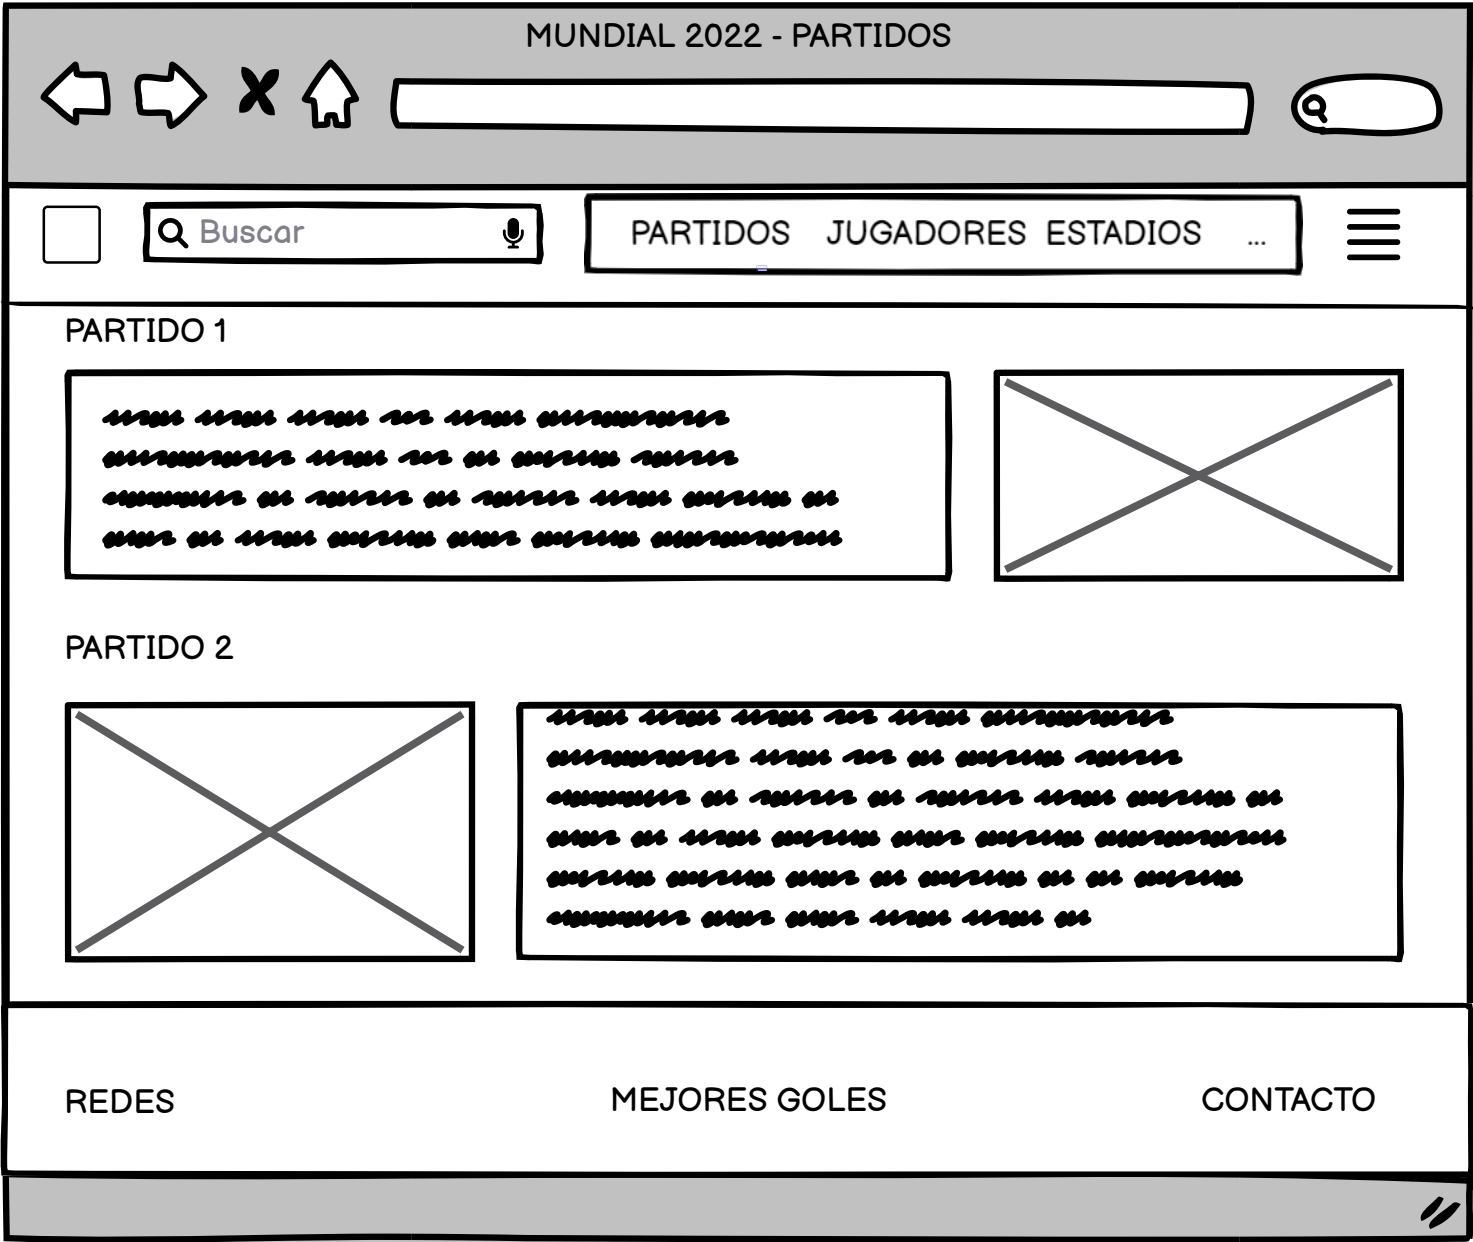 MUNDIAL 2022 - PARTIDOS
Buscar
PARTIDOS JUGADORES ESTADIOS ...
PARTIDO 1
PARTIDO 2
REDES
MEJORES GOLES
CONTACTO